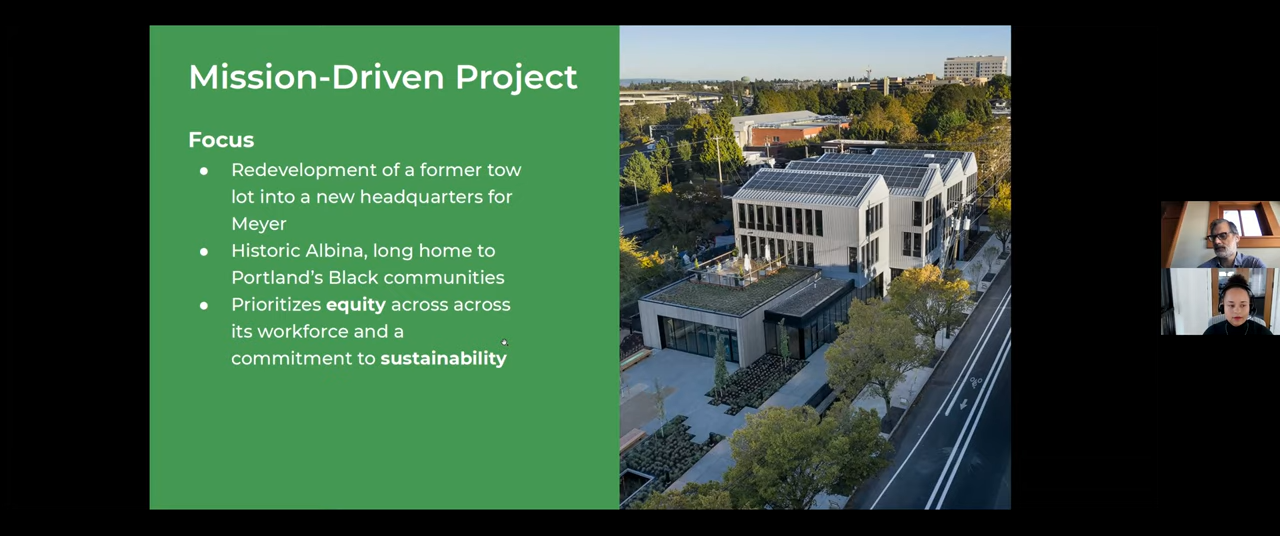 Mission-Driven Project
Focus
● Redevelopment of a former tow
lot into a new headquarters for
Meyer
● Historic Albina, long home to
Portland's Black communities
● Prioritizes equity across across
its workforce and a
commitment to sustainability